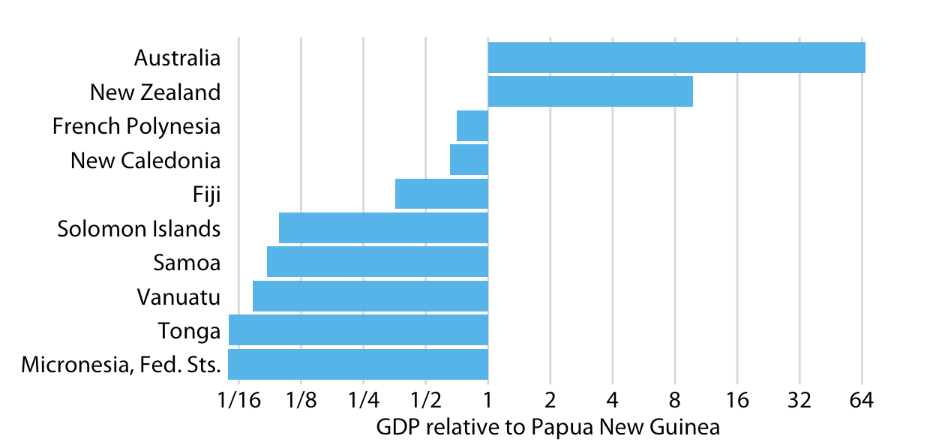 Australia
New Zealand
French Polynesia
New Caledonia
Fiji
Solomon Islands
Samoa
Vanuatu
Tonga
Micronesia, Fed. Sts.
1/16 1/8 1/4 1/2 1 2 4 8 16 32 64
GDP relative to Papua New Guinea